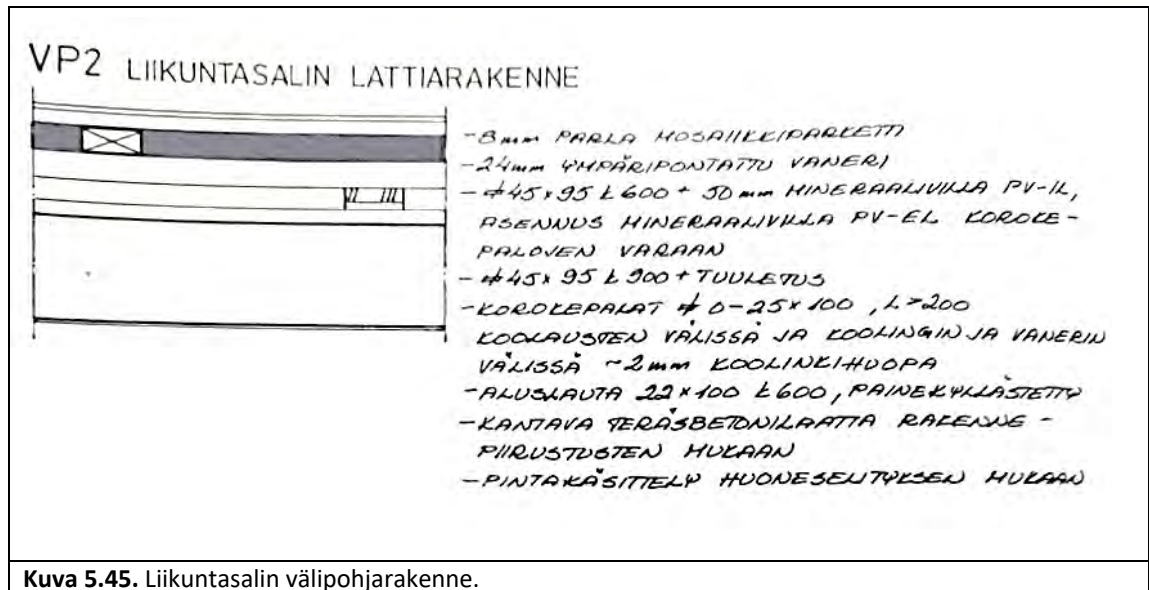 VP2 LIIKUNTASALIN LATTIARAKENNE
-8mm PARLA MOSAIIKKIPARKETTI
-24mm YMPÄRIPONTATTU VANERI
-#45x95 k600 + 50mm MINERAALIVILLA PV-IL,
ASENNUS MINERAALIVILLA PV-EL KOROKE-
PALOJEN VARAAN
-#45x95 k900 + TUULETUS
-KOROKEPALAT # 0-25x100, L>200
KOOLAUSTEN VÄLISSÄ JA KOOLINGIN JA VANERIN
VÄLISSÄ ~2mm KOOLINKIHUOPA
-ALUSLAUTA 22x100 k600, PAINEKYLLÄSTETTY
-KANTAVA TERÄSBETONILAATTA RAKENNE-
PIIRUSTUSTEN MUKAAN
-PINTAKÄSITTELY HUONESELITYKSEN MUKAAN
Kuva 5.45. Liikuntasalin välipohjarakenne.